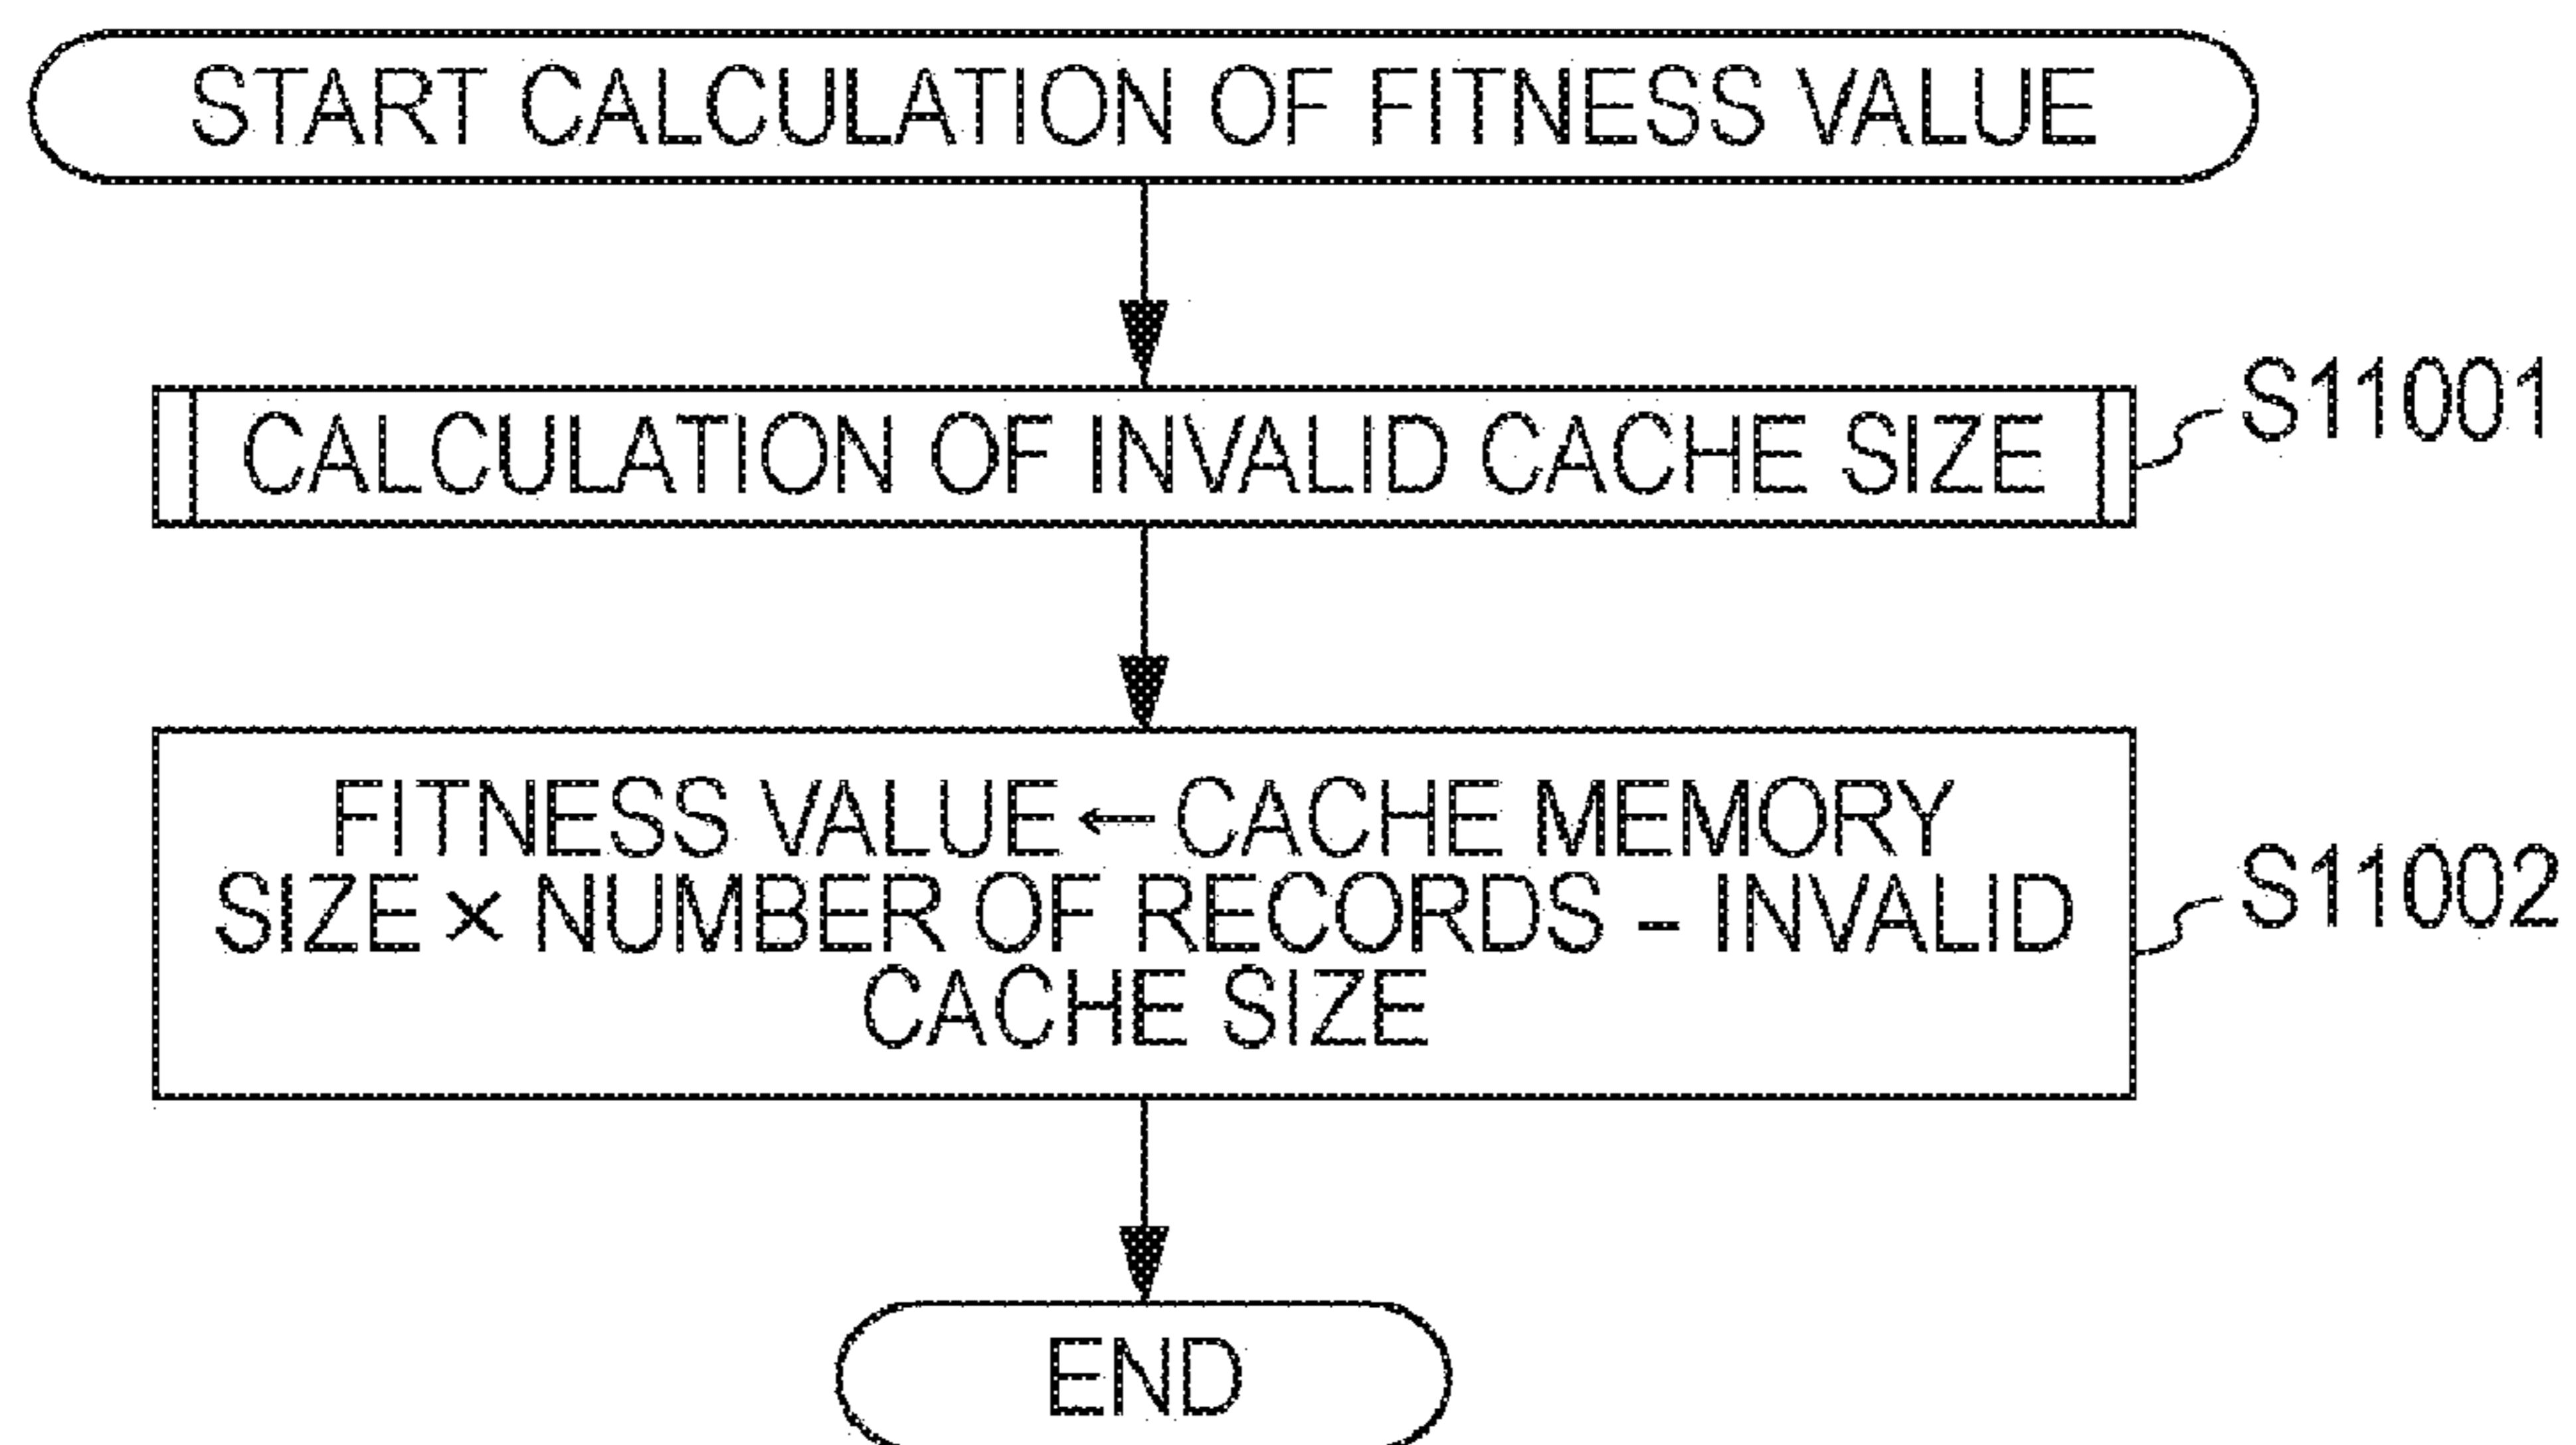 START CALCULATION OF FITNESS VALUE
CALCULATION OF INVALID CACHE SIZE
S11001
FITNESS VALUE ← CACHE MEMORY
SIZE × NUMBER OF RECORDS - INVALID
CACHE SIZE
S11002
END